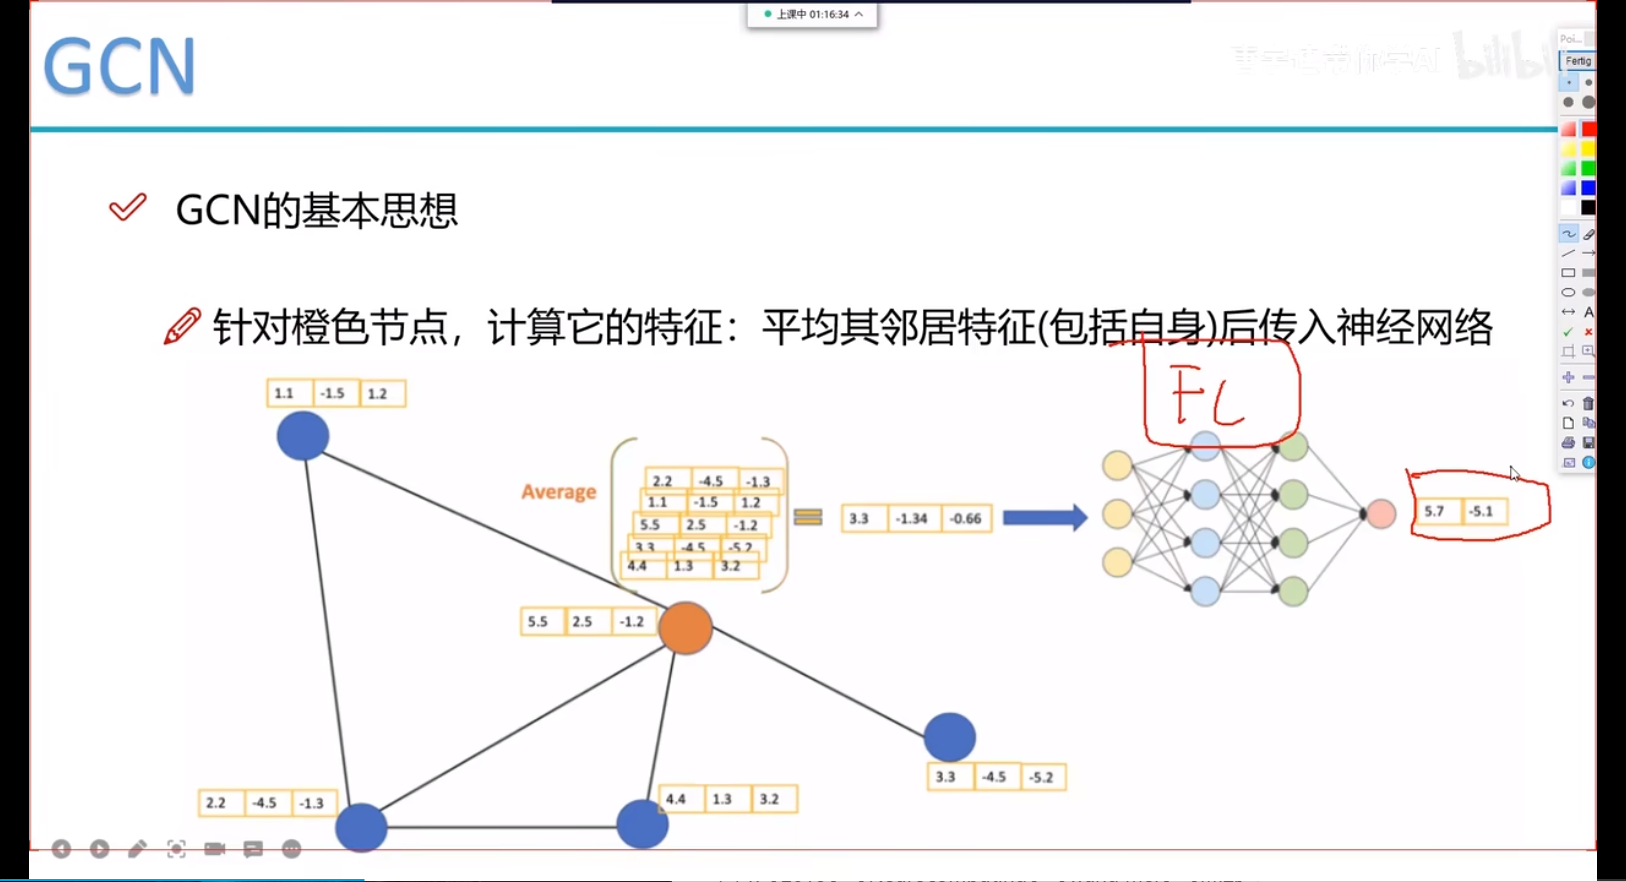 上课中 01:16:34
GCN
Poi...
Fertig
GCN的基本思想
针对橙色节点，计算它的特征：平均其邻居特征(包括自身)后传入神经网络
FC
1.1 -1.5 1.2
Average
2.2 -4.5 -1.3
1.1 -1.5 1.2
5.5 2.5 -1.2
3.3 -4.5 -5.2
4.4 1.3 3.2
3.3 -1.34 -0.66
5.7 -5.1
5.5 2.5 -1.2
3.3 -4.5 -5.2
2.2 -4.5 -1.3
4.4 1.3 3.2